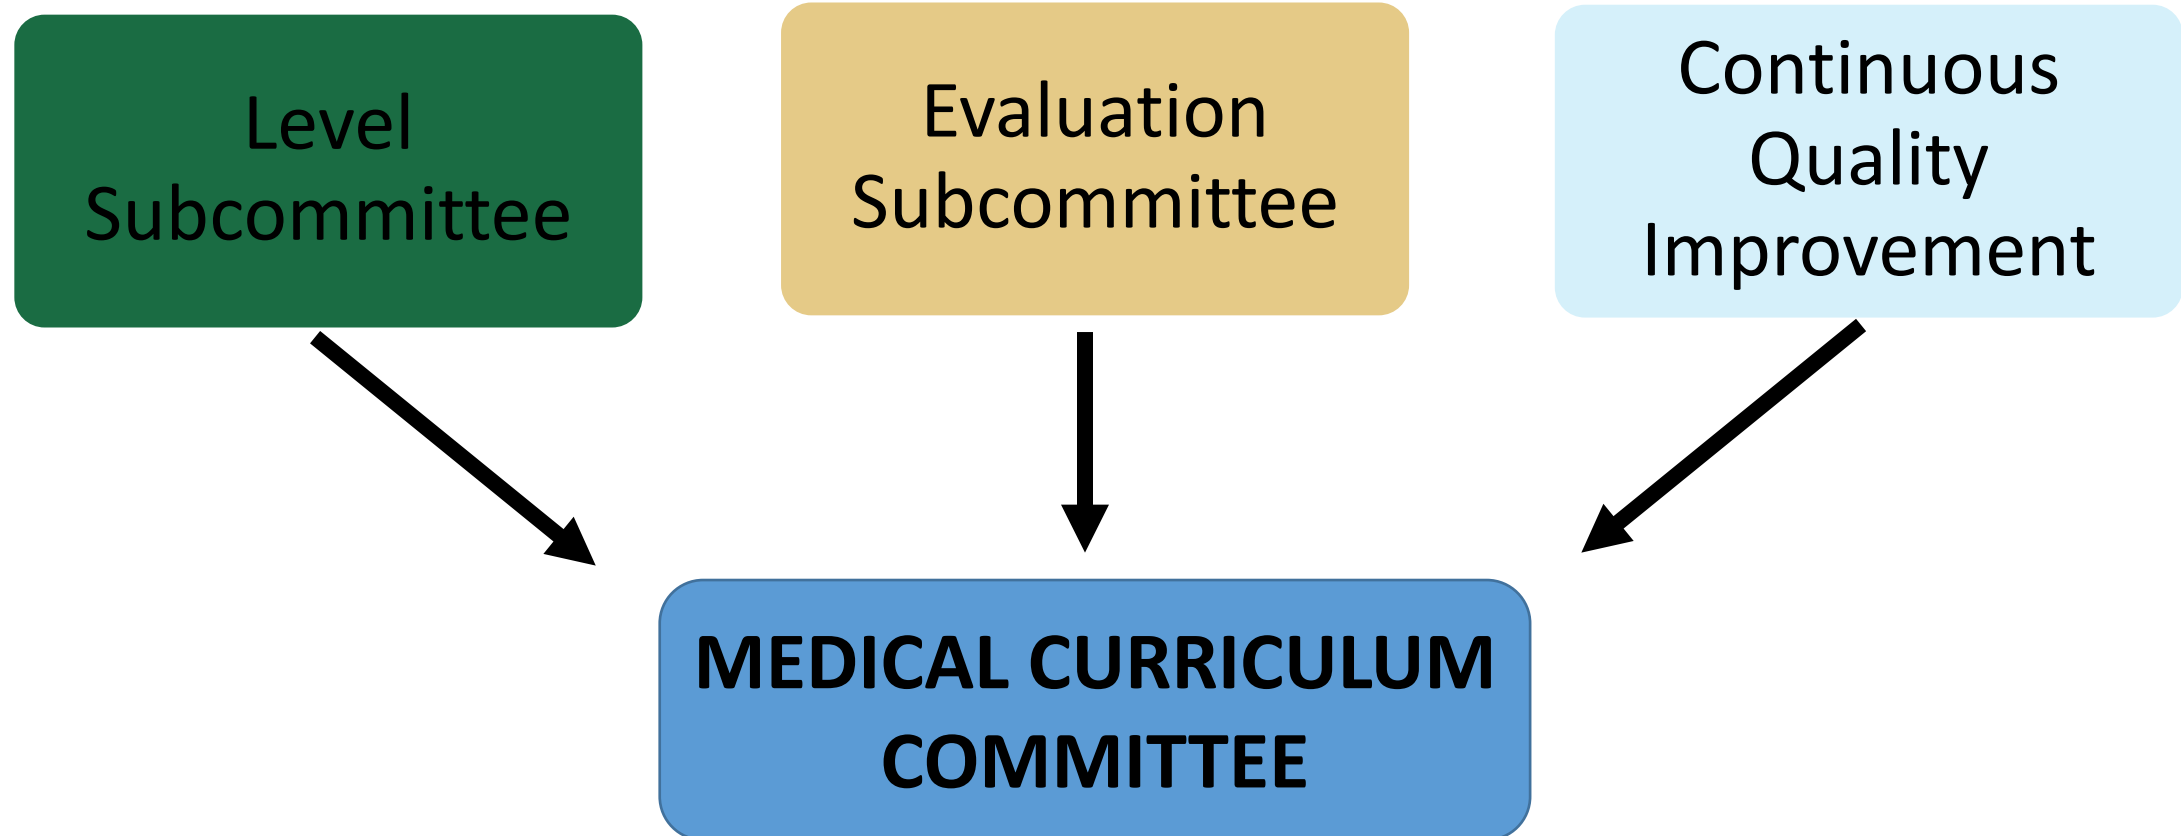 Level
Subcommittee
Evaluation
Subcommittee
Continuous
Quality
Improvement
MEDICAL CURRICULUM
COMMITTEE